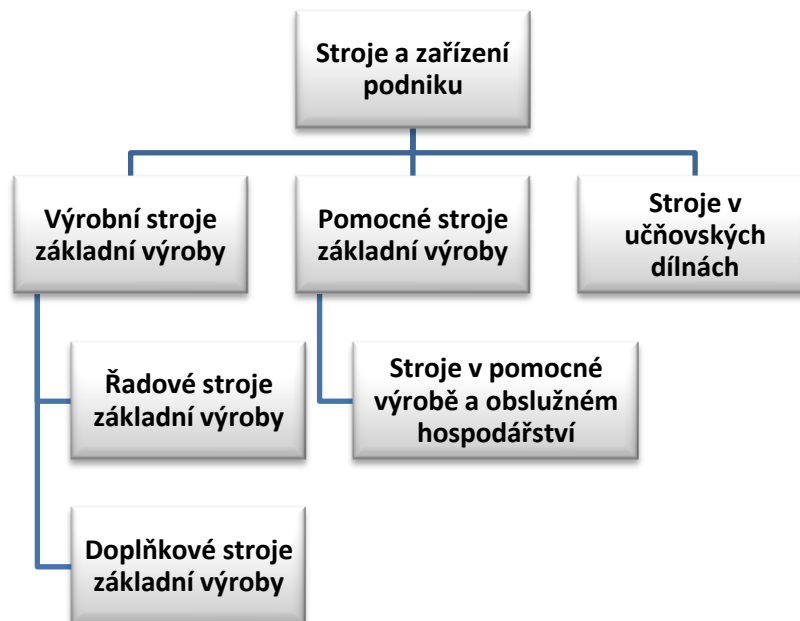 Stroje a zařízení
podniku
Výrobní stroje
základní výroby
Pomocné stroje
základní výroby
Stroje v
učňovských
dílnách
Řadové stroje
základní výroby
Stroje v pomocné
výrobě a obslužném
hospodářství
Doplňkové stroje
základní výroby